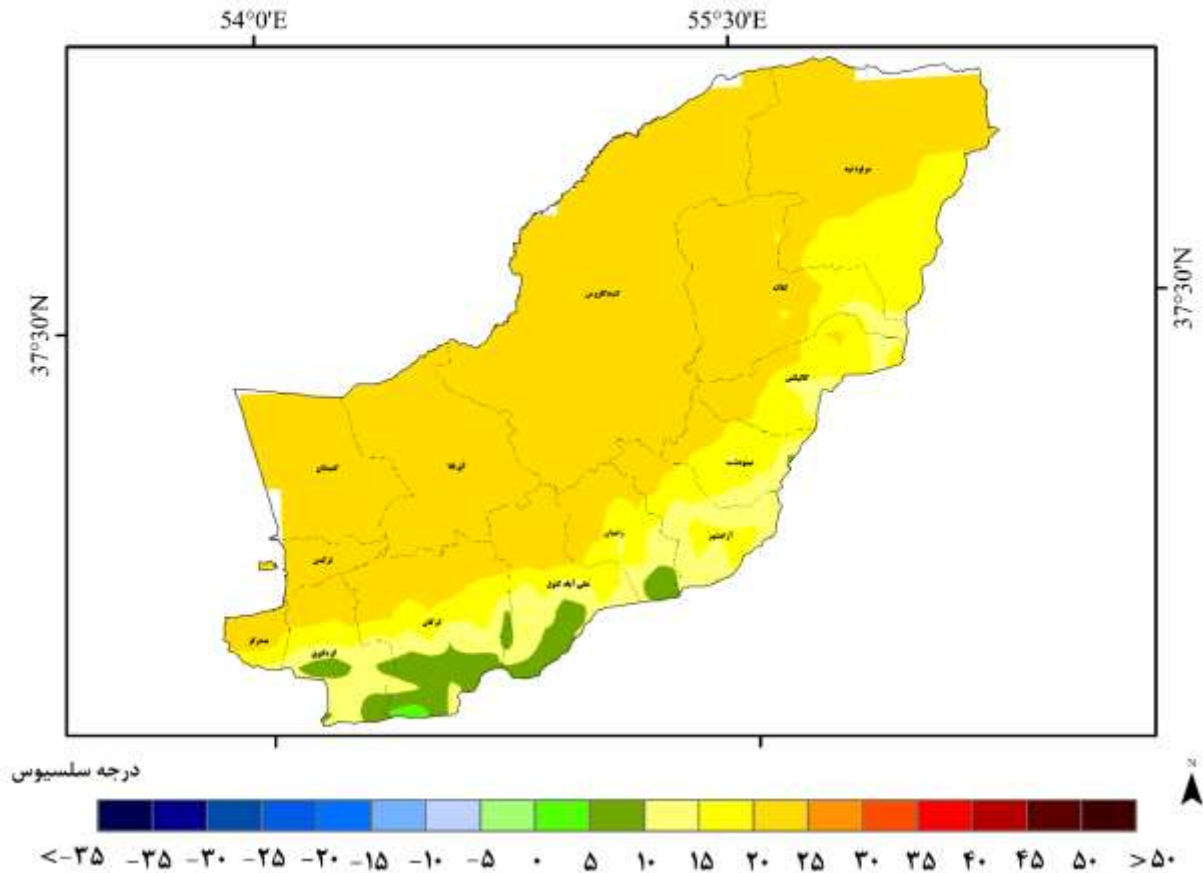 54°0'E 55°30'E
37°30'N 37°30'N
مراوه تپه
گنبدکاووس
کلاله
گالیکش
گمیشان
آق قلا
مینودشت
رامیان
آزادشهر
ترکمن
علی آباد کتول
گرگان
بندرگز
کردکوی
درجه سلسیوس
N
<-۳۵ -۳۵ -۳۰ -۲۵ -۲۰ -۱۵ -۱۰ -۵ ۰ ۵ ۱۰ ۱۵ ۲۰ ۲۵ ۳۰ ۳۵ ۴۰ ۴۵ ۵۰ >۵۰